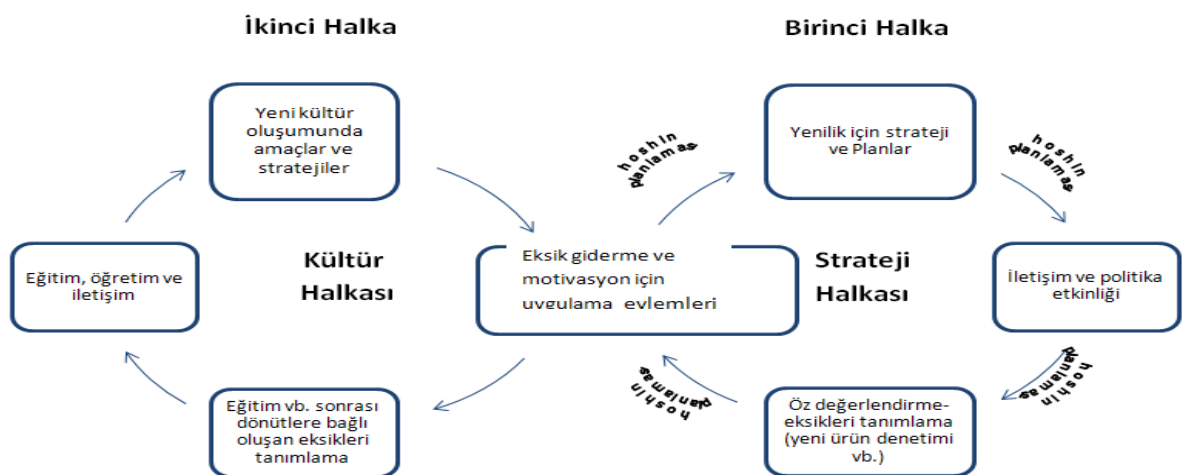 İkinci Halka
Birinci Halka
Yeni kültür
oluşumunda
amaçlar ve
stratejiler
hoshin
planlaması
Yenilik için strateji
ve Planlar
hoshin
planlaması
Eğitim, öğretim ve
iletişim
Kültür
Halkası
Eksik giderme ve
motivasyon için
uygulama eylemleri
Strateji
Halkası
İletişim ve politika
etkinliği
Eğitim vb. sonrası
dönütlere bağlı
oluşan eksikleri
tanımlama
hoshin
planlaması
Öz değerlendirme-
eksikleri tanımlama
(yeni ürün denetimi
vb.)
hoshin
planlaması